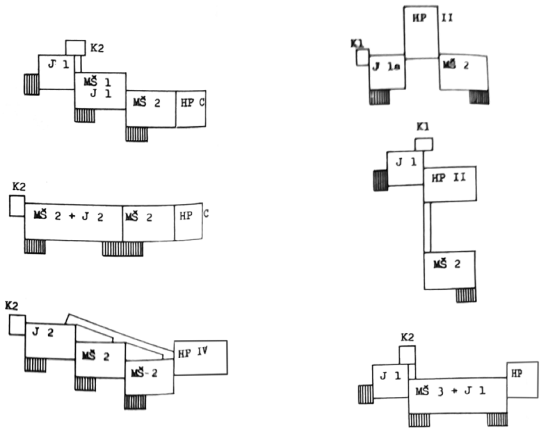 K2
J 1
MŠ 1
J 1
MŠ 2 HP C
K2
MŠ 2 + J 2 MŠ 2 HP C
K2
J 2
MŠ 2
MŠ-2
HP IV
HP II
K1
J 1a MŠ 2
K1
J 1
HP II
MŠ 2
K2
J 1
MŠ 3 + J 1
HP